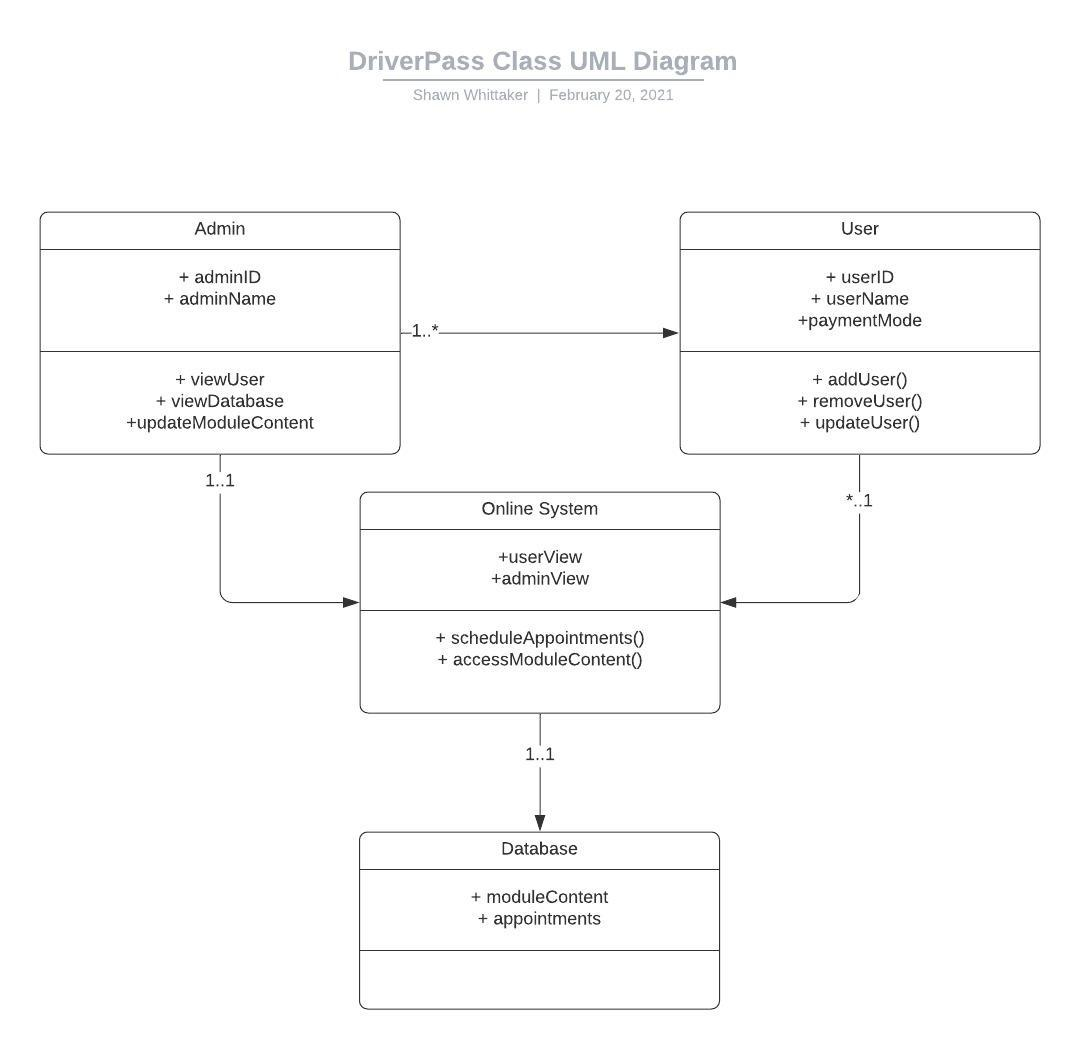 DriverPass Class UML Diagram
Shawn Whittaker | February 20, 2021
Admin
+ adminID
+ adminName
+ viewUser
+ viewDatabase
+updateModuleContent
1..*
User
+ userID
+ userName
+paymentMode
+ addUser()
+ removeUser()
+ updateUser()
1..1
*..1
Online System
+userView
+adminView
+ scheduleAppointments()
+ accessModuleContent()
1..1
Database
+ moduleContent
+ appointments